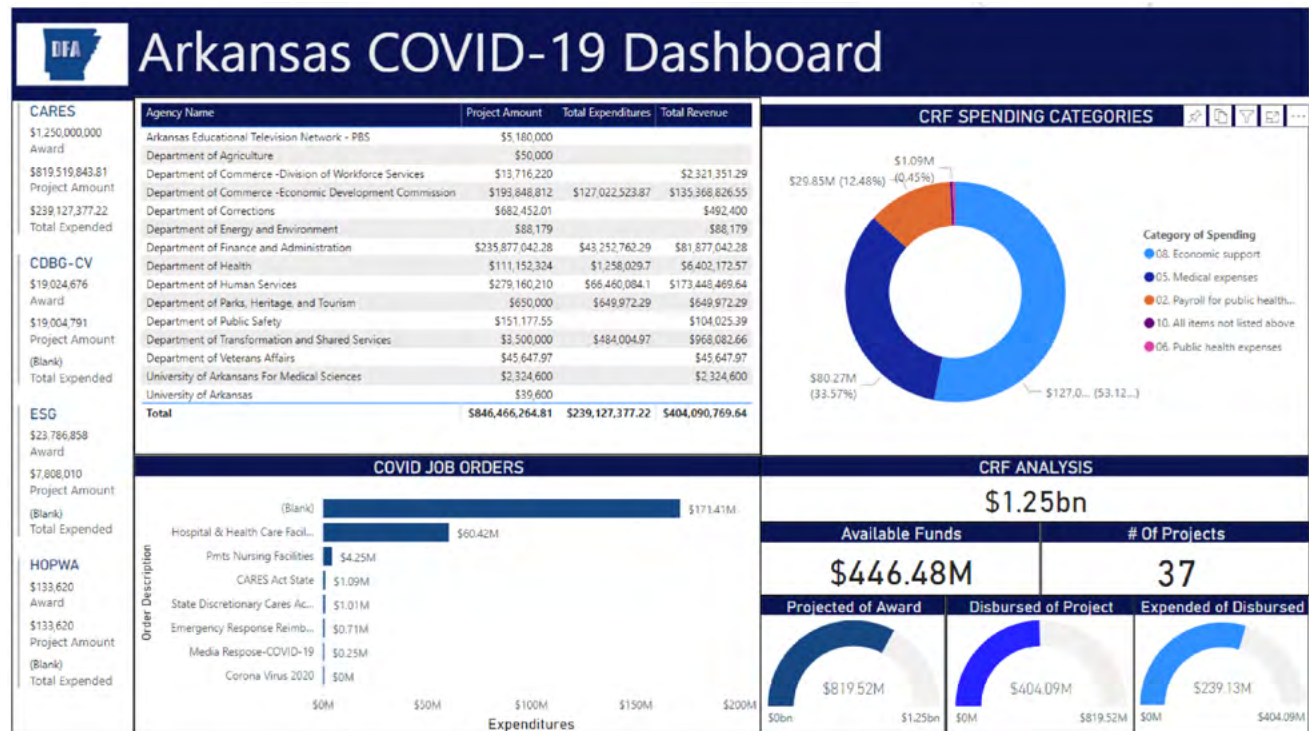 DFA
Arkansas COVID-19 Dashboard
CARES
$1,250,000,000
Award
$819,519,843.81
Project Amount
$239,127,377.22
Total Expended
CDBG-CV
$19,024,676
Award
$19,004,791
Project Amount
(Blank)
Total Expended
ESG
$23,786,858
Award
$7,808,010
Project Amount
(Blank)
Total Expended
HOPWA
$133,620
Award
$133,620
Project Amount
(Blank)
Total Expended
Agency Name Project Amount Total Expenditures Total Revenue
Arkansas Educational Television Network - PBS $5,180,000
Department of Agriculture $50,000
Department of Commerce -Division of Workforce Services $13,716,220 $2,321,351.29
Department of Commerce -Economic Development Commission $193,848,812 $127,022,523.87 $135,368,826.55
Department of Corrections $682,452.01 $492,400
Department of Energy and Environment $88,179 $88,179
Department of Finance and Administration $235,877,042.28 $43,252,762.29 $81,877,042.28
Department of Health $111,152,324 $1,258,029.7 $6,402,172.57
Department of Human Services $279,160,210 $66,460,084.1 $173,448,469.64
Department of Parks, Heritage, and Tourism $650,000 $649,972.29 $649,972.29
Department of Public Safety $151,177.55 $104,025.39
Department of Transformation and Shared Services $3,500,000 $484,004.97 $968,082.66
Department of Veterans Affairs $45,647.97 $45,647.97
University of Arkansans For Medical Sciences $2,324,600 $2,324,600
University of Arkansas $39,600
Total $846,466,264.81 $239,127,377.22 $404,090,769.64
CRF SPENDING CATEGORIES
$1.09M
(0.45%)
$29.85M (12.48%)
$80.27M
(33.57%)
$127.0... (53.12...)
Category of Spending
08. Economic support
05. Medical expenses
02. Payroll for public health...
10. All items not listed above
06. Public health expenses
COVID JOB ORDERS
Order Description
(Blank) $171.41M
Hospital & Health Care Facil... $60.42M
Pmts Nursing Facilities $4.25M
CARES Act State $1.09M
State Discretionary Cares Ac... $1.01M
Emergency Response Reimb... $0.71M
Media Respose-COVID-19 $0.25M
Corona Virus 2020 $0M
$0M $50M $100M $150M $200M
Expenditures
CRF ANALYSIS
$1.25bn
Available Funds # Of Projects
$446.48M 37
Projected of Award Disbursed of Project Expended of Disbursed
$819.52M $404.09M $239.13M
$0bn $1.25bn $0M $819.52M $0M $404.09M